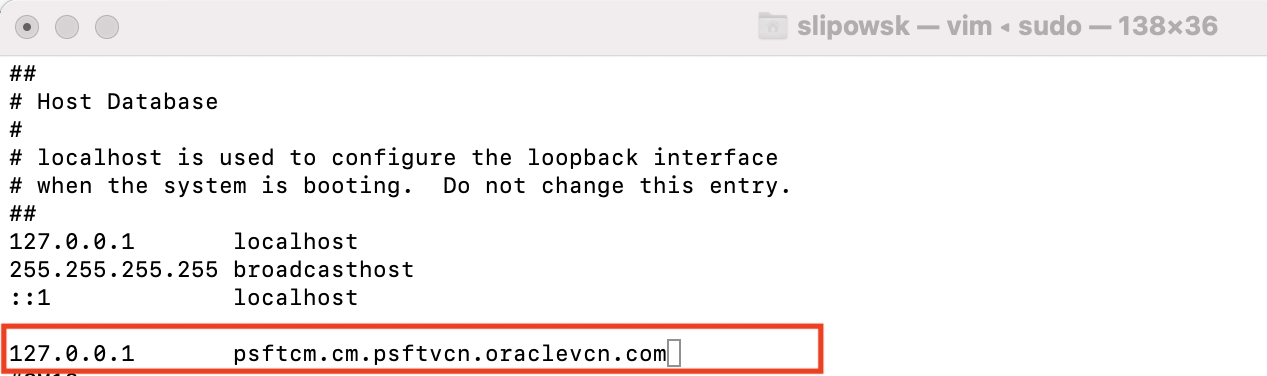 slipowsk — vim ◂ sudo — 138×36
##
# Host Database
#
# localhost is used to configure the loopback interface
# when the system is booting.  Do not change this entry.
##
127.0.0.1       localhost
255.255.255.255 broadcasthost
::1             localhost
127.0.0.1       psftcm.cm.psftvcn.oraclevcn.com